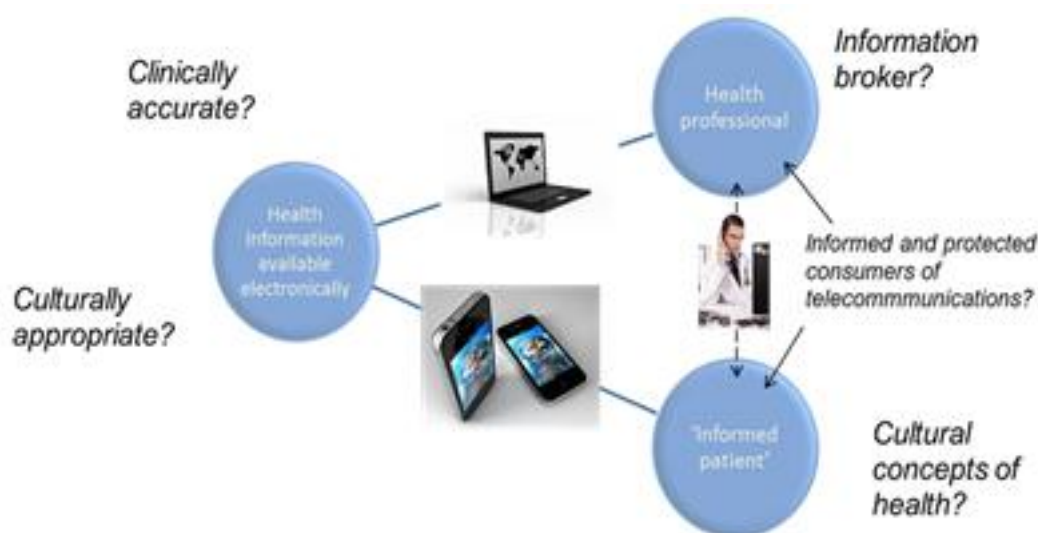 Clinically
accurate?
Information
broker?
Health
professional
Health
information
available
electronically
Informed and protected
consumers of
telecommmunications?
Culturally
appropriate?
"Informed
patient"
Cultural
concepts of
health?